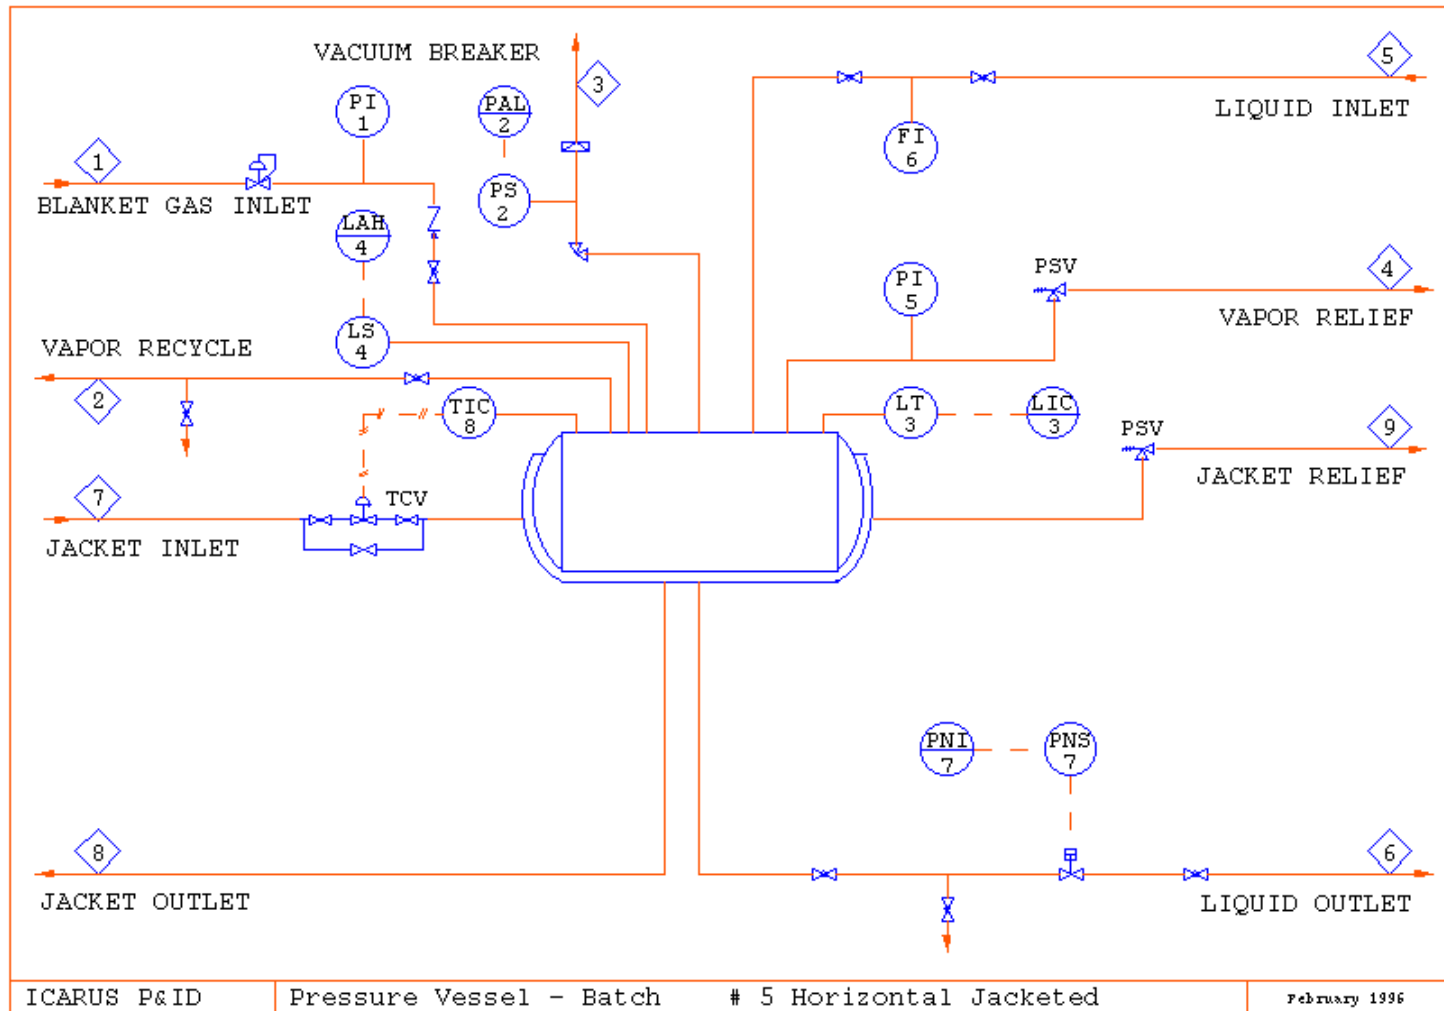 VACUUM BREAKER
3
5
PI
1
PAL
2
LIQUID INLET
FI
6
1
BLANKET GAS INLET
PS
2
LAH
4
PSV
4
PI
5
VAPOR RELIEF
LS
4
VAPOR RECYCLE
2
TIC
8
LT
3
LIC
3
PSV
9
JACKET RELIEF
7
TCV
JACKET INLET
PNI
7
PNS
7
8
6
JACKET OUTLET
LIQUID OUTLET
ICARUS P&ID
Pressure Vessel - Batch # 5 Horizontal Jacketed
February 1996